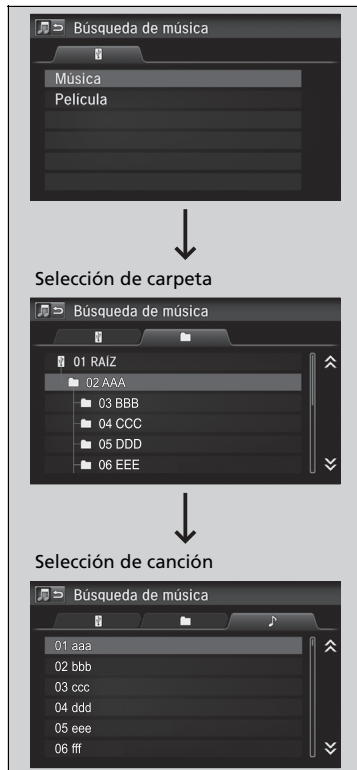 Búsqueda de música
Música
Película
Selección de carpeta
Búsqueda de música
01 RAÍZ
02 AAA
03 BBB
04 CCC
05 DDD
06 EEE
Selección de canción
Búsqueda de música
01 aaa
02 bbb
03 ccc
04 ddd
05 eee
06 fff